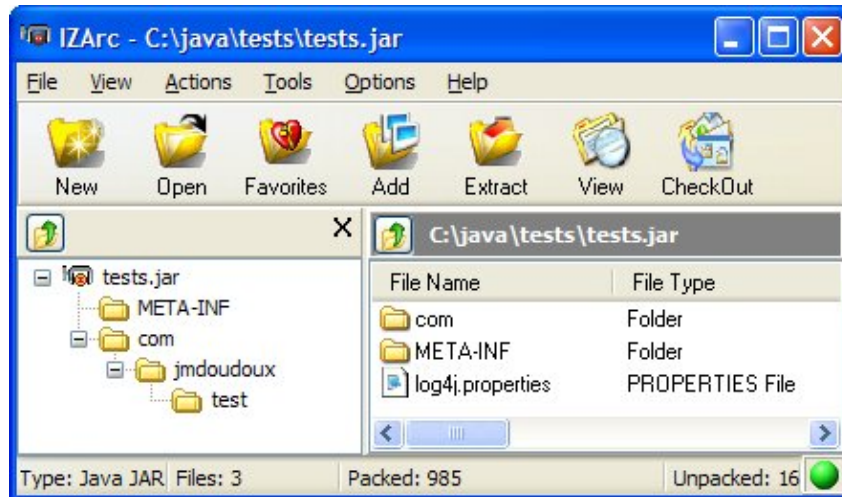 IZArc - C:\java\tests\tests.jar
File View Actions Tools Options Help
New Open Favorites Add Extract View CheckOut
C:\java\tests\tests.jar
tests.jar
META-INF
com
jmdoudoux
test
File Name File Type
com Folder
META-INF Folder
log4j.properties PROPERTIES File
Type: Java JAR Files: 3 Packed: 985 Unpacked: 16